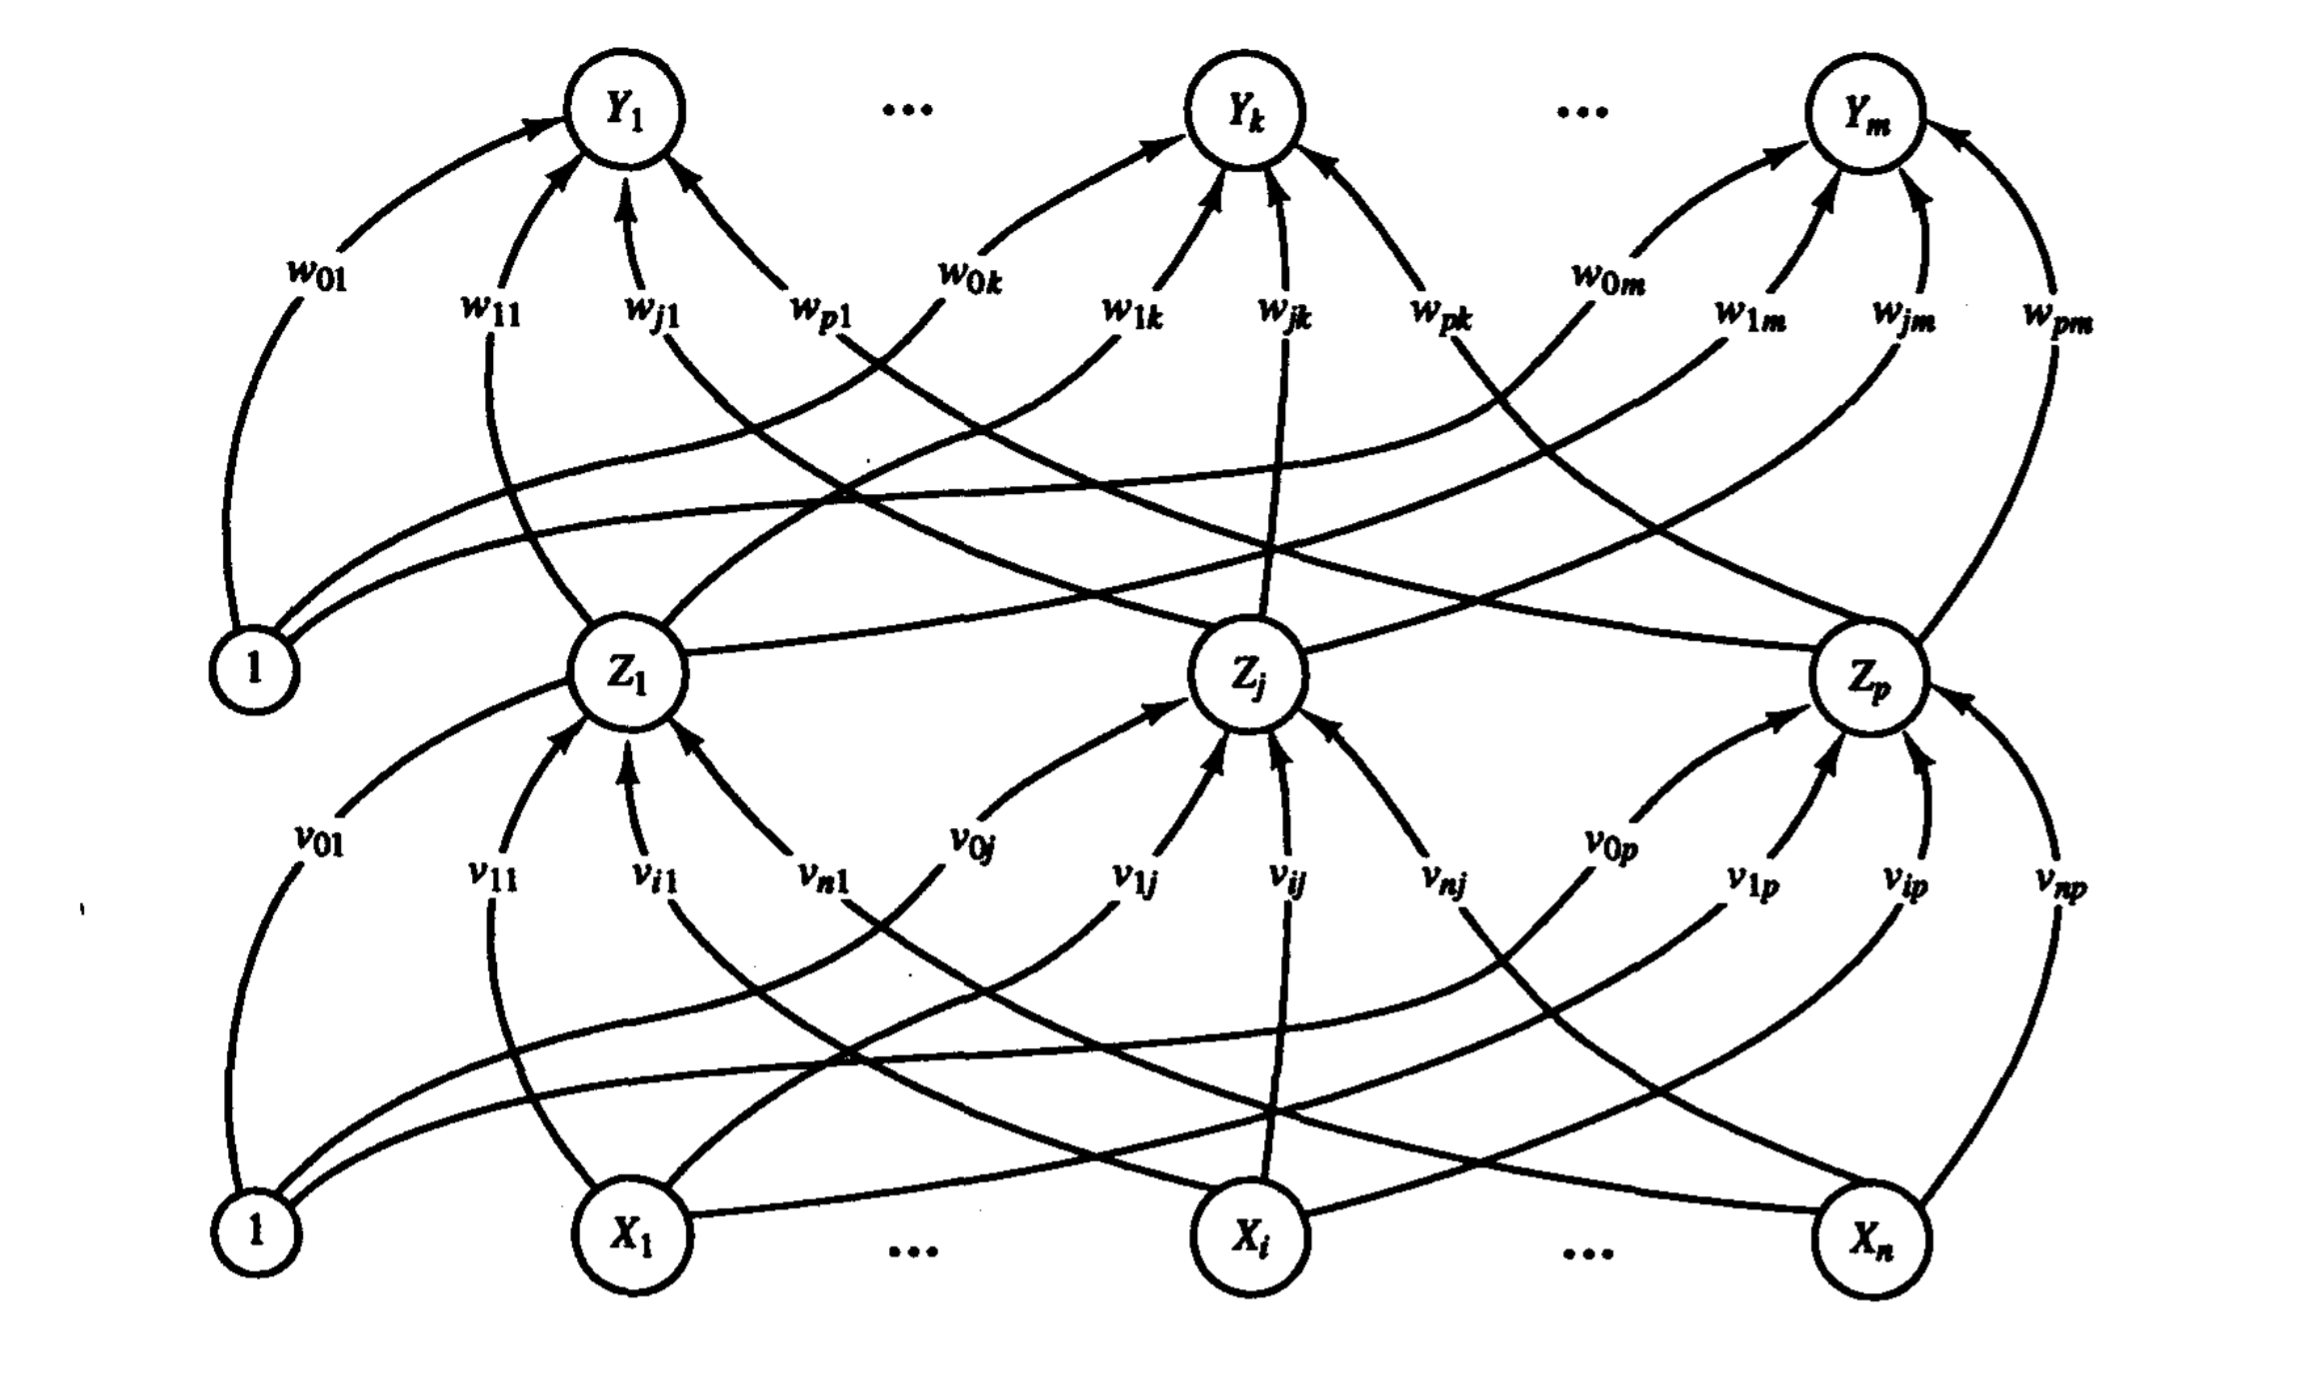 Y1 ... Yk ... Ym
w01 w11 wj1 wp1 w0k w1k wjk wpk w0m w1m wjm wpm
1 Z1 Zj Zp
v01 v11 vi1 vn1 v0j v1j vij vnj v0p v1p vip vnp
1 X1 ... Xi ... Xn